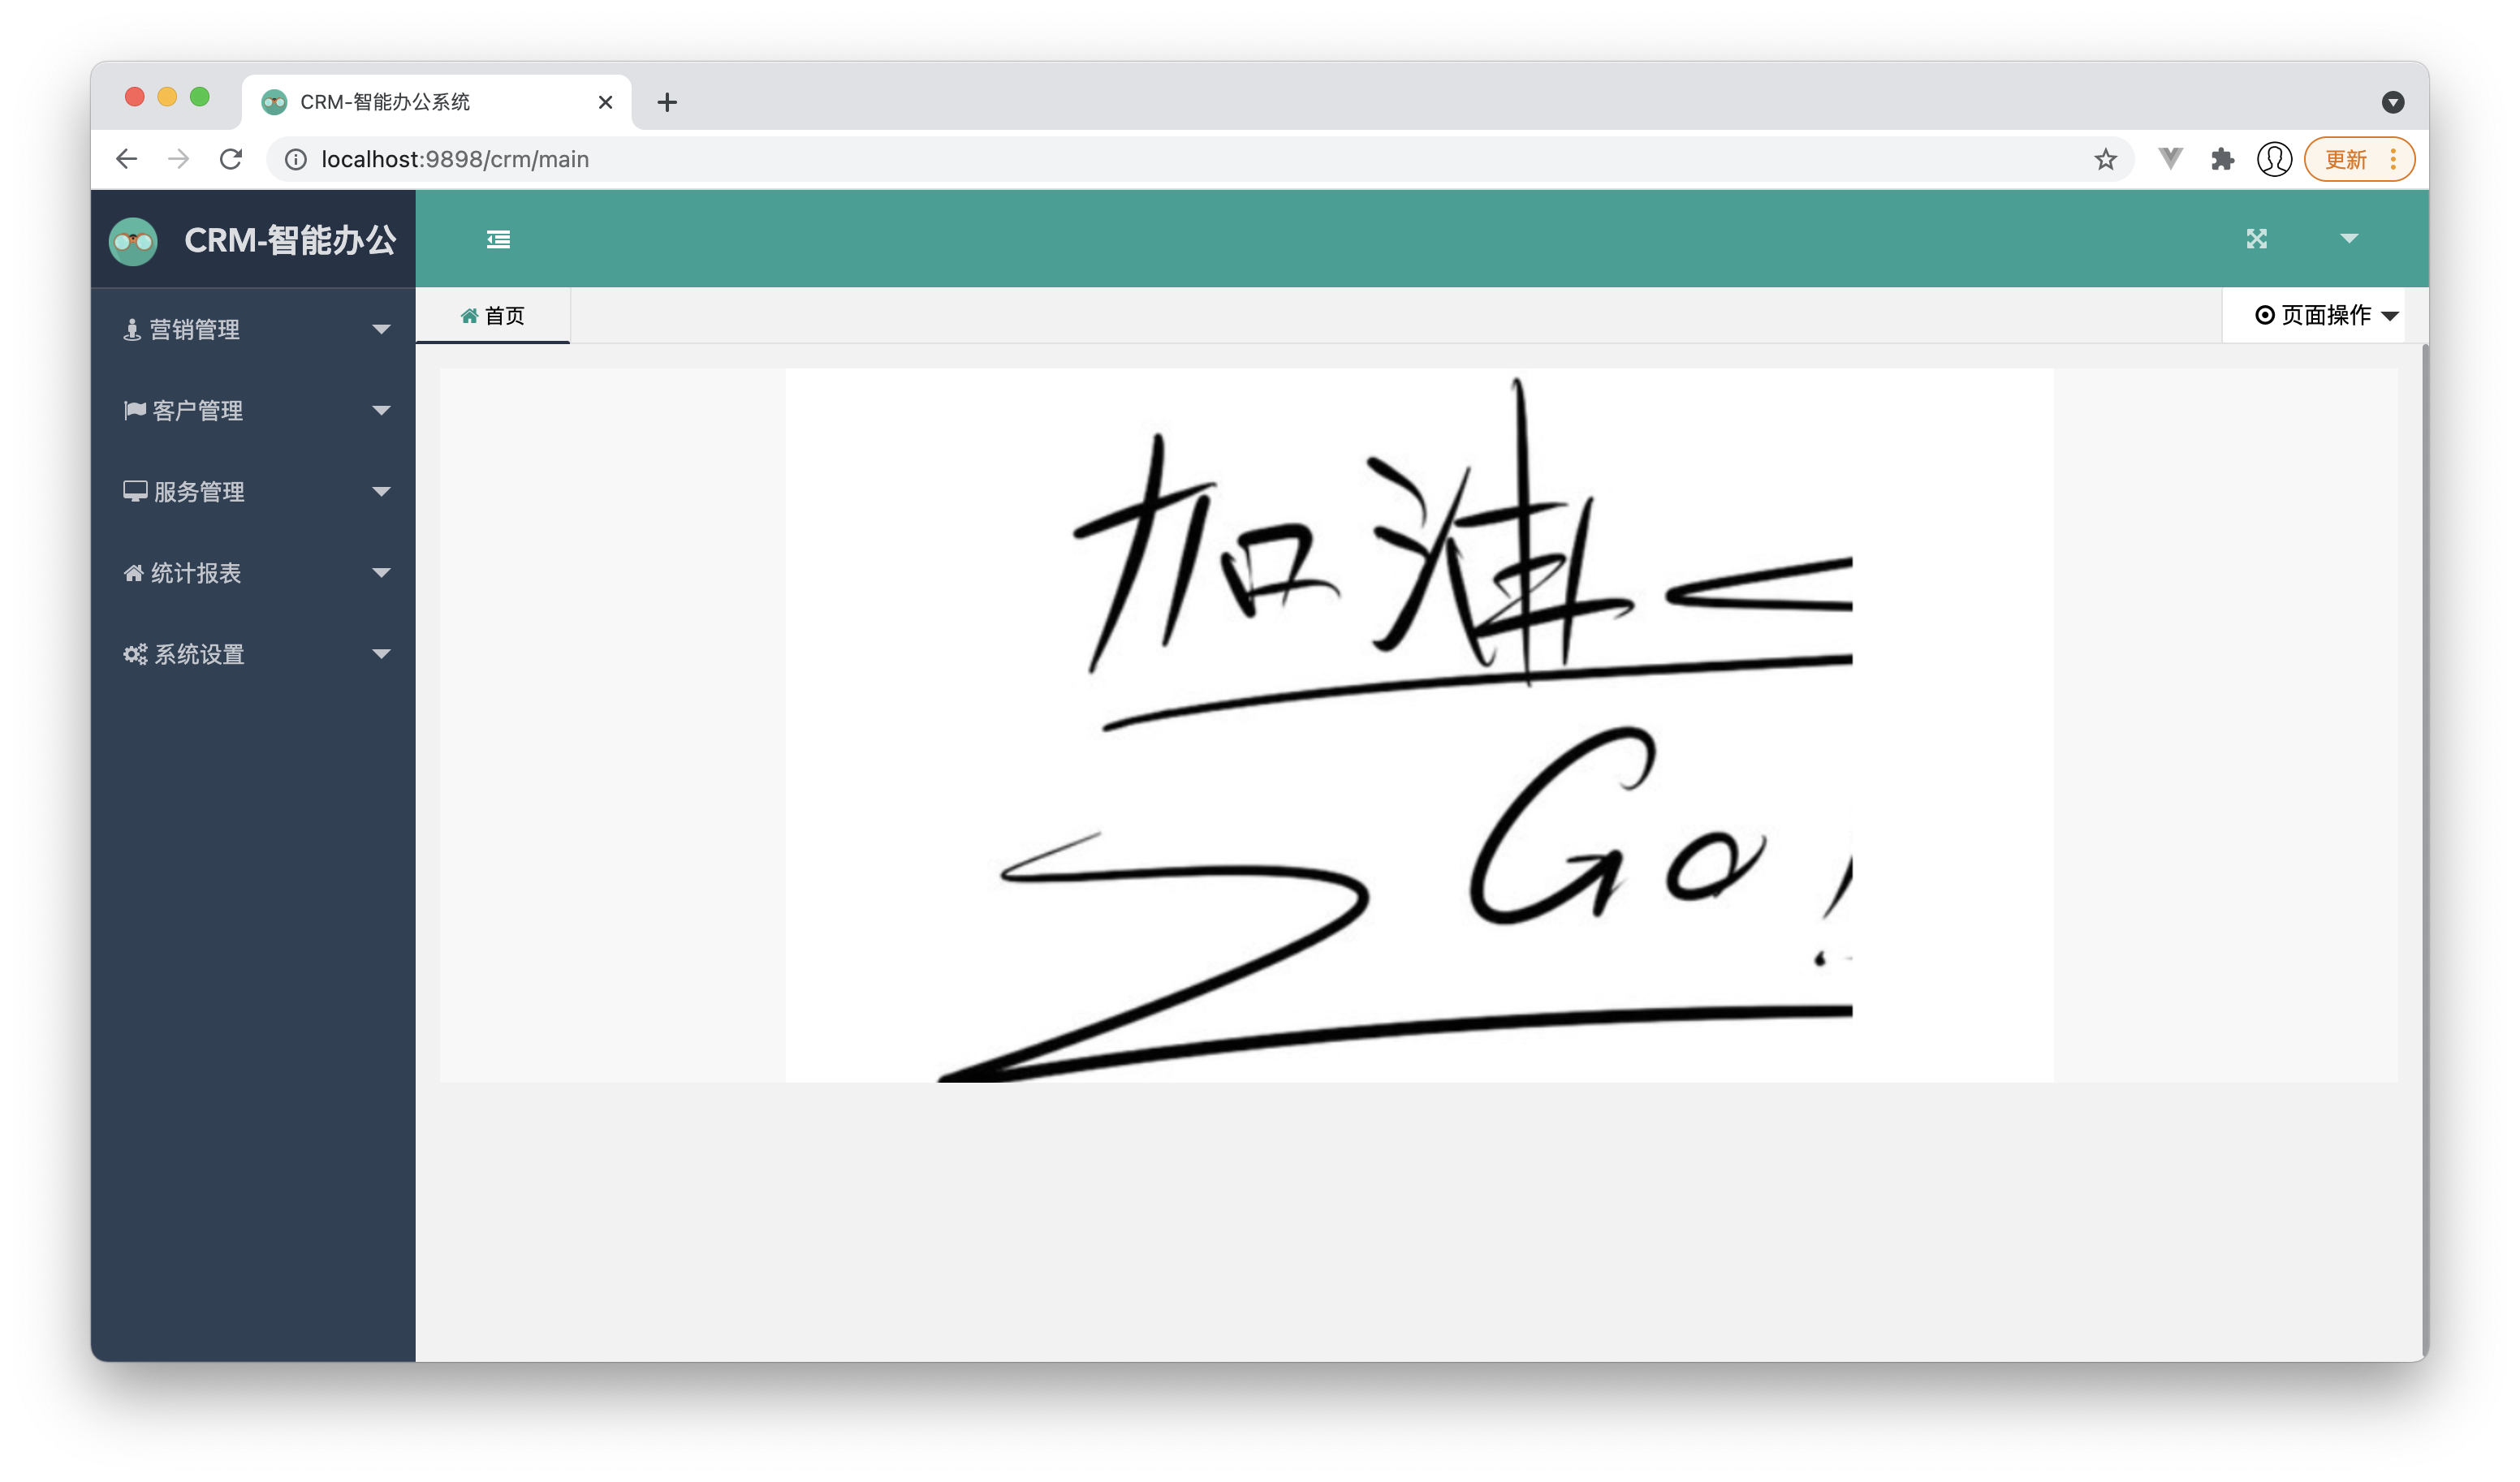 CRM-智能办公系统
localhost:9898/crm/main
更新
CRM-智能办公
首页
页面操作
营销管理
客户管理
服务管理
统计报表
系统设置
加油
Go!